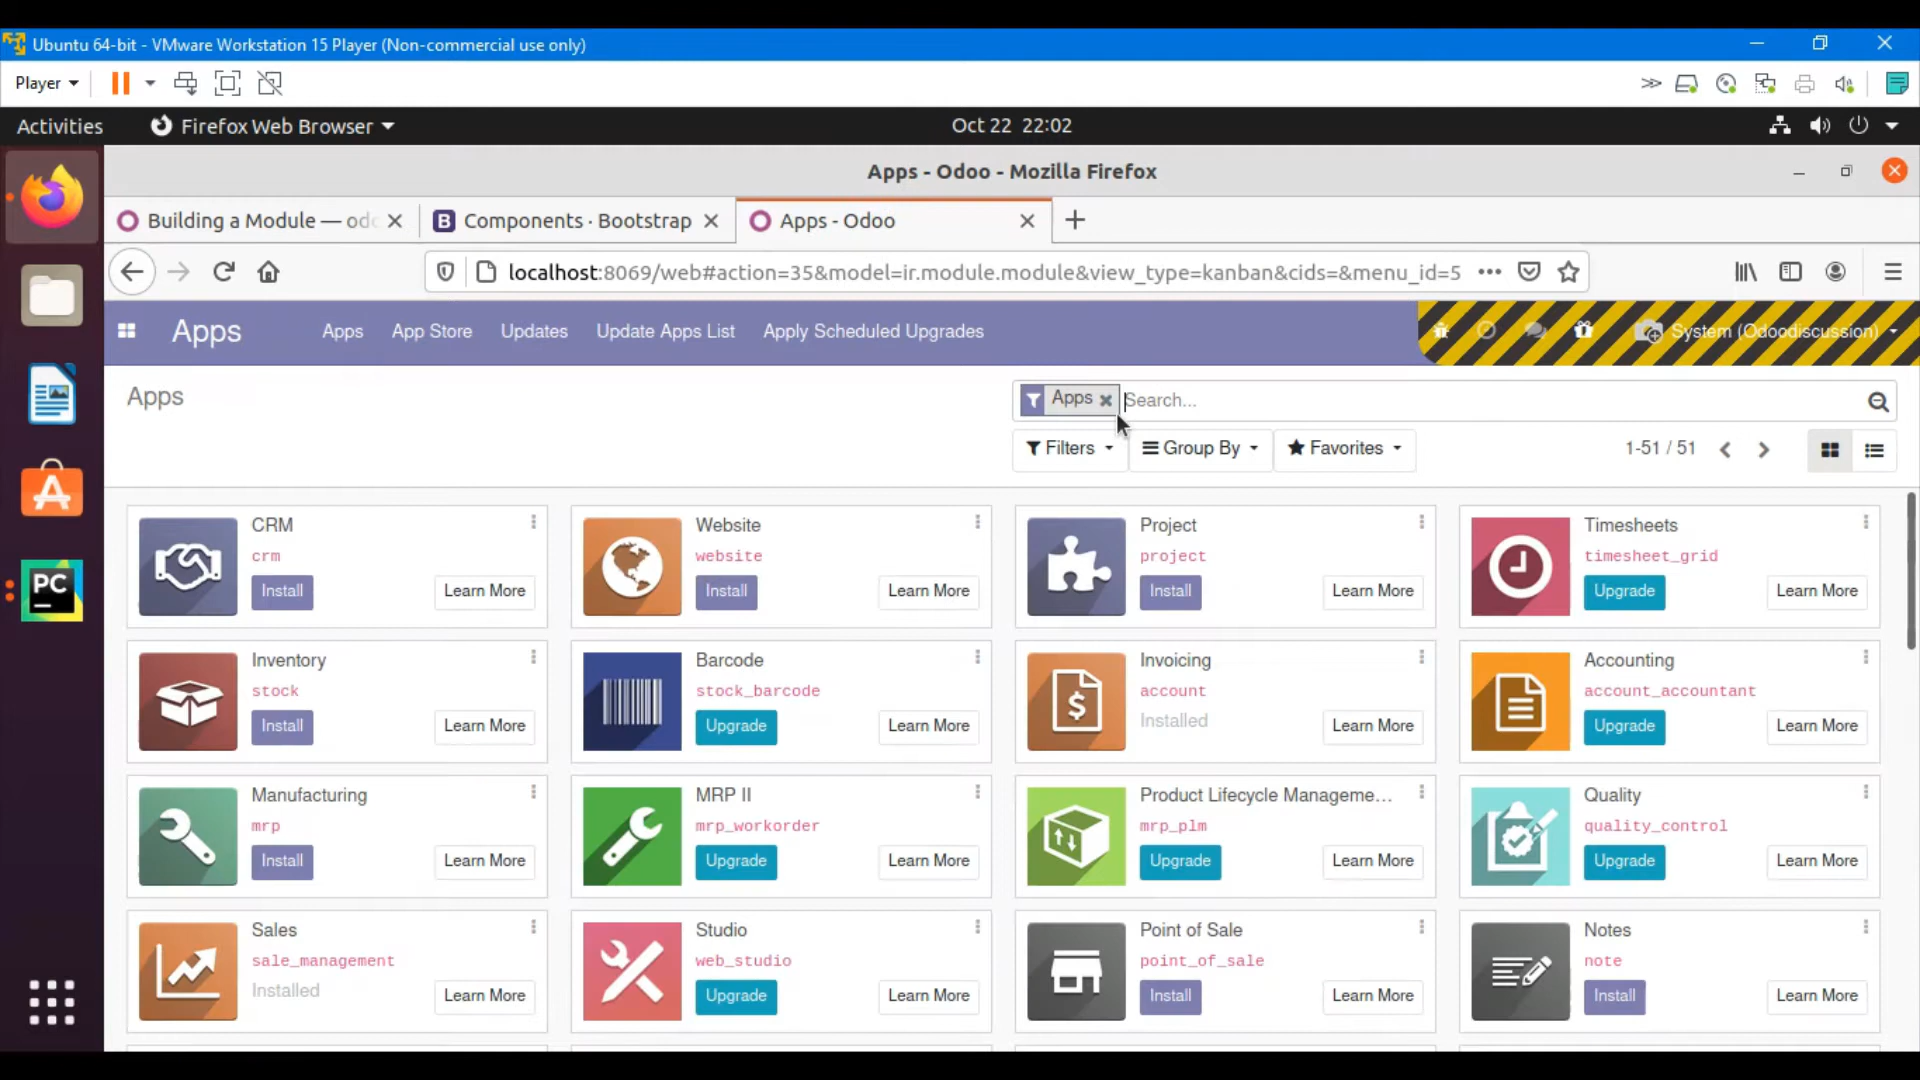 Ubuntu 64-bit - VMware Workstation 15 Player (Non-commercial use only)
Player
Activities
Firefox Web Browser
Oct 22 22:02
Apps - Odoo - Mozilla Firefox
Building a Module — odo
Components · Bootstrap
Apps - Odoo
localhost:8069/web#action=35&model=ir.module.module&view_type=kanban&cids=&menu_id=5
Apps
Apps
App Store
Updates
Update Apps List
Apply Scheduled Upgrades
System (Odoodiscussion)
Apps
Apps
Search...
Filters
Group By
Favorites
1-51 / 51
CRM
crm
Install
Learn More
Website
website
Install
Learn More
Project
project
Install
Learn More
Timesheets
timesheet_grid
Upgrade
Learn More
Inventory
stock
Install
Learn More
Barcode
stock_barcode
Upgrade
Learn More
Invoicing
account
Installed
Learn More
Accounting
account_accountant
Upgrade
Learn More
Manufacturing
mrp
Install
Learn More
MRP II
mrp_workorder
Upgrade
Learn More
Product Lifecycle Manageme...
mrp_plm
Upgrade
Learn More
Quality
quality_control
Upgrade
Learn More
Sales
sale_management
Installed
Learn More
Studio
web_studio
Upgrade
Learn More
Point of Sale
point_of_sale
Install
Learn More
Notes
note
Install
Learn More
PC